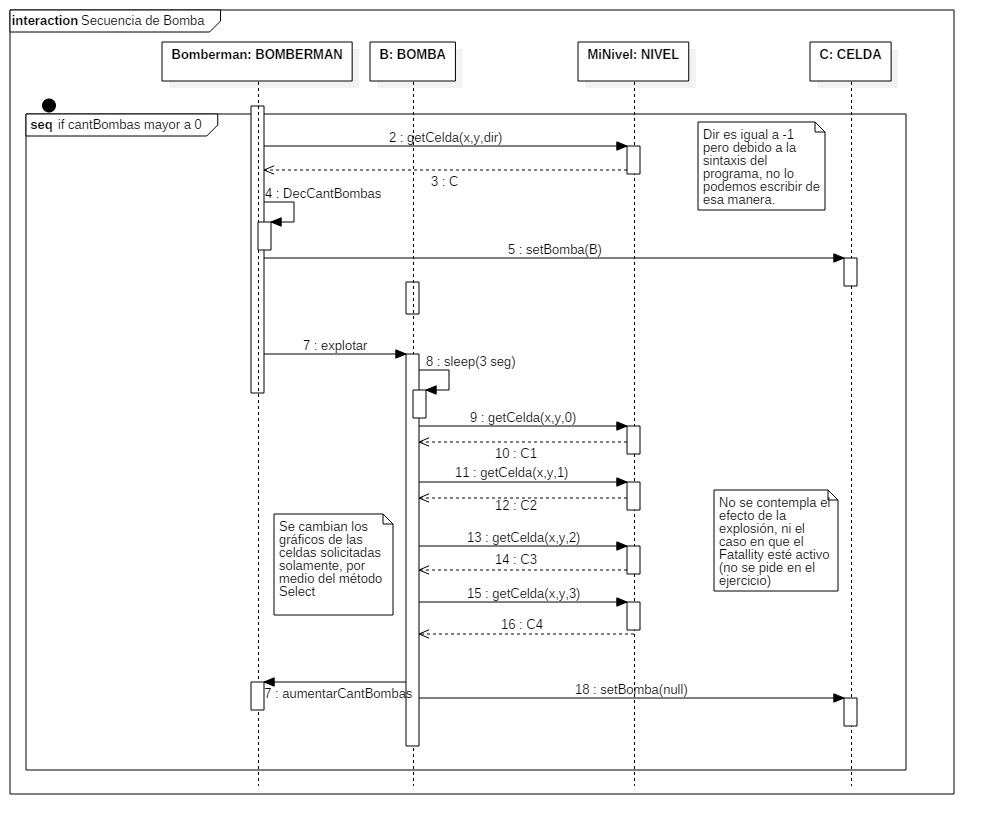 interaction Secuencia de Bomba
Bomberman: BOMBERMAN
B: BOMBA
MiNivel: NIVEL
C: CELDA
seq if cantBombas mayor a 0
2 : getCelda(x,y,dir)
Dir es igual a -1
pero debido a la
sintaxis del
programa, no lo
podemos escribir de
esa manera.
3 : C
4 : DecCantBombas
5 : setBomba(B)
7 : explotar
8 : sleep(3 seg)
9 : getCelda(x,y,0)
10 : C1
11 : getCelda(x,y,1)
12 : C2
No se contempla el
efecto de la
explosión, ni el
caso en que el
Fatallity esté activo
(no se pide en el
ejercicio)
Se cambian los
gráficos de las
celdas solicitadas
solamente, por
medio del método
Select
13 : getCelda(x,y,2)
14 : C3
15 : getCelda(x,y,3)
16 : C4
7 : aumentarCantBombas
18 : setBomba(null)